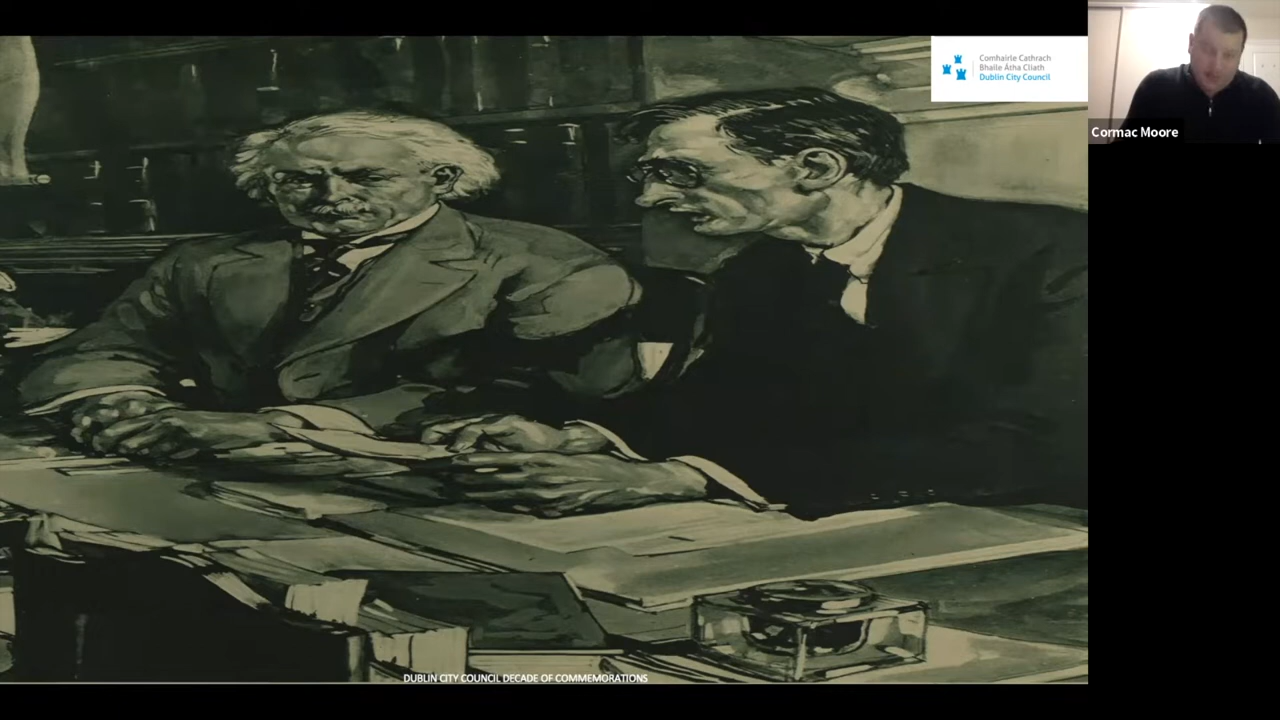 Comhairle Cathrach
Bhaile Átha Cliath
Dublin City Council
Cormac Moore
DUBLIN CITY COUNCIL DECADE OF COMMEMORATIONS